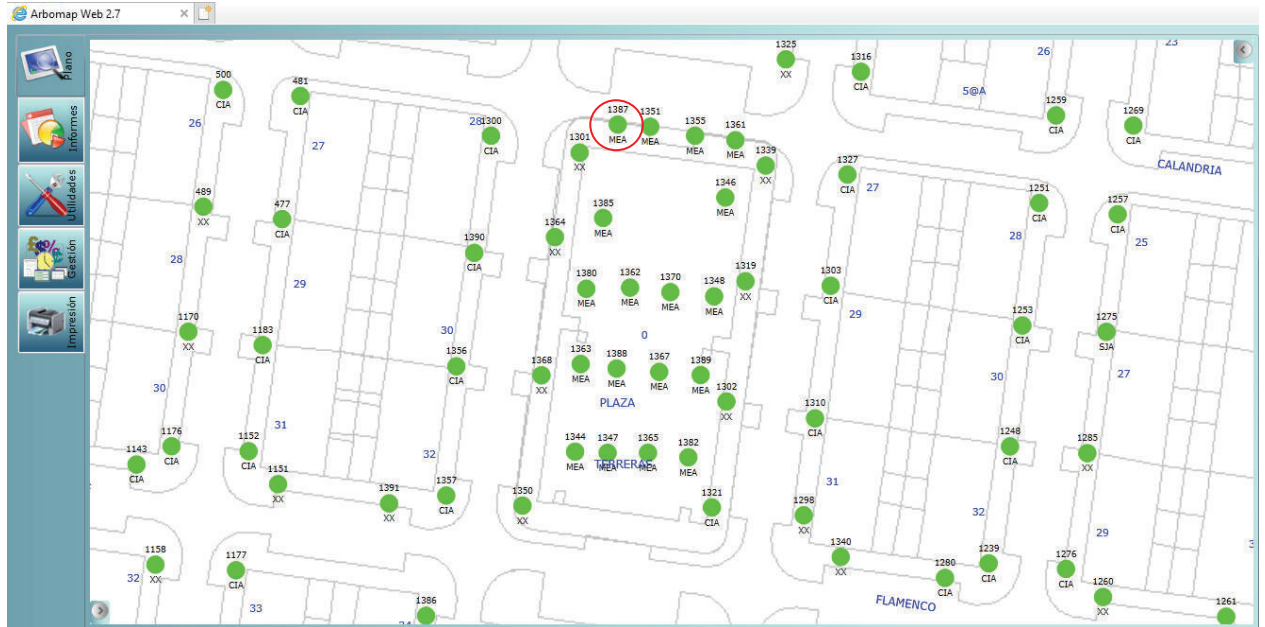 Arbomap Web 2.7
Plano
Informes
Utilidades
Gestión
Impresión
1325
XX
1316
CIA
26
23
500
CIA
481
CIA
5@A
1259
CIA
1269
CIA
26
27
28
1300
CIA
1387
MEA
1351
MEA
1355
MEA
1361
MEA
1301
XX
1339
XX
1327
CIA
27
CALANDRIA
489
XX
477
CIA
1385
MEA
1346
MEA
1251
CIA
1257
CIA
28
25
1364
XX
1390
CIA
28
29
1380
MEA
1362
MEA
1370
MEA
1348
MEA
1319
XX
1303
CIA
29
1170
XX
1183
CIA
30
0
1253
CIA
1275
SJA
1356
CIA
1368
XX
1363
MEA
1388
MEA
1367
MEA
1389
MEA
1302
XX
30
30
27
PLAZA
1310
CIA
31
1176
CIA
1152
CIA
32
1344
MEA
1347
MEA
1365
MEA
1382
MEA
TERRERAS
1248
CIA
1285
XX
1143
CIA
1151
XX
1391
XX
1357
CIA
1350
XX
1321
CIA
31
1298
XX
32
29
1158
XX
32
1177
CIA
1340
XX
1280
CIA
1239
CIA
1276
CIA
33
1386
FLAMENCO
1260
XX
1261